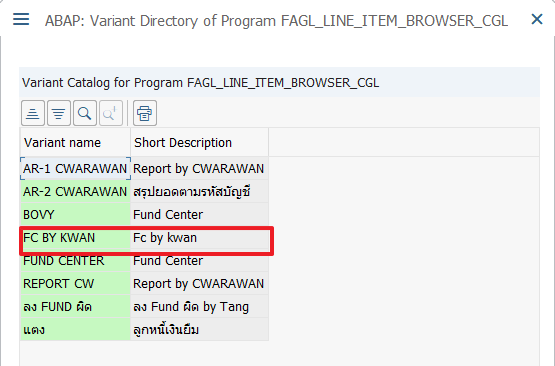 ABAP: Variant Directory of Program FAGL_LINE_ITEM_BROWSER_CGL
Variant Catalog for Program FAGL_LINE_ITEM_BROWSER_CGL
Variant name Short Description
AR-1 CWARAWAN Report by CWARAWAN
AR-2 CWARAWAN สรุปยอดตามรหัสบัญชี
BOVY Fund Center
FC BY KWAN Fc by kwan
FUND CENTER Fund Center
REPORT CW Report by CWARAWAN
ลง FUND ผิด ลง Fund ผิด by Tang
แตง ลูกหนี้เงินยืม